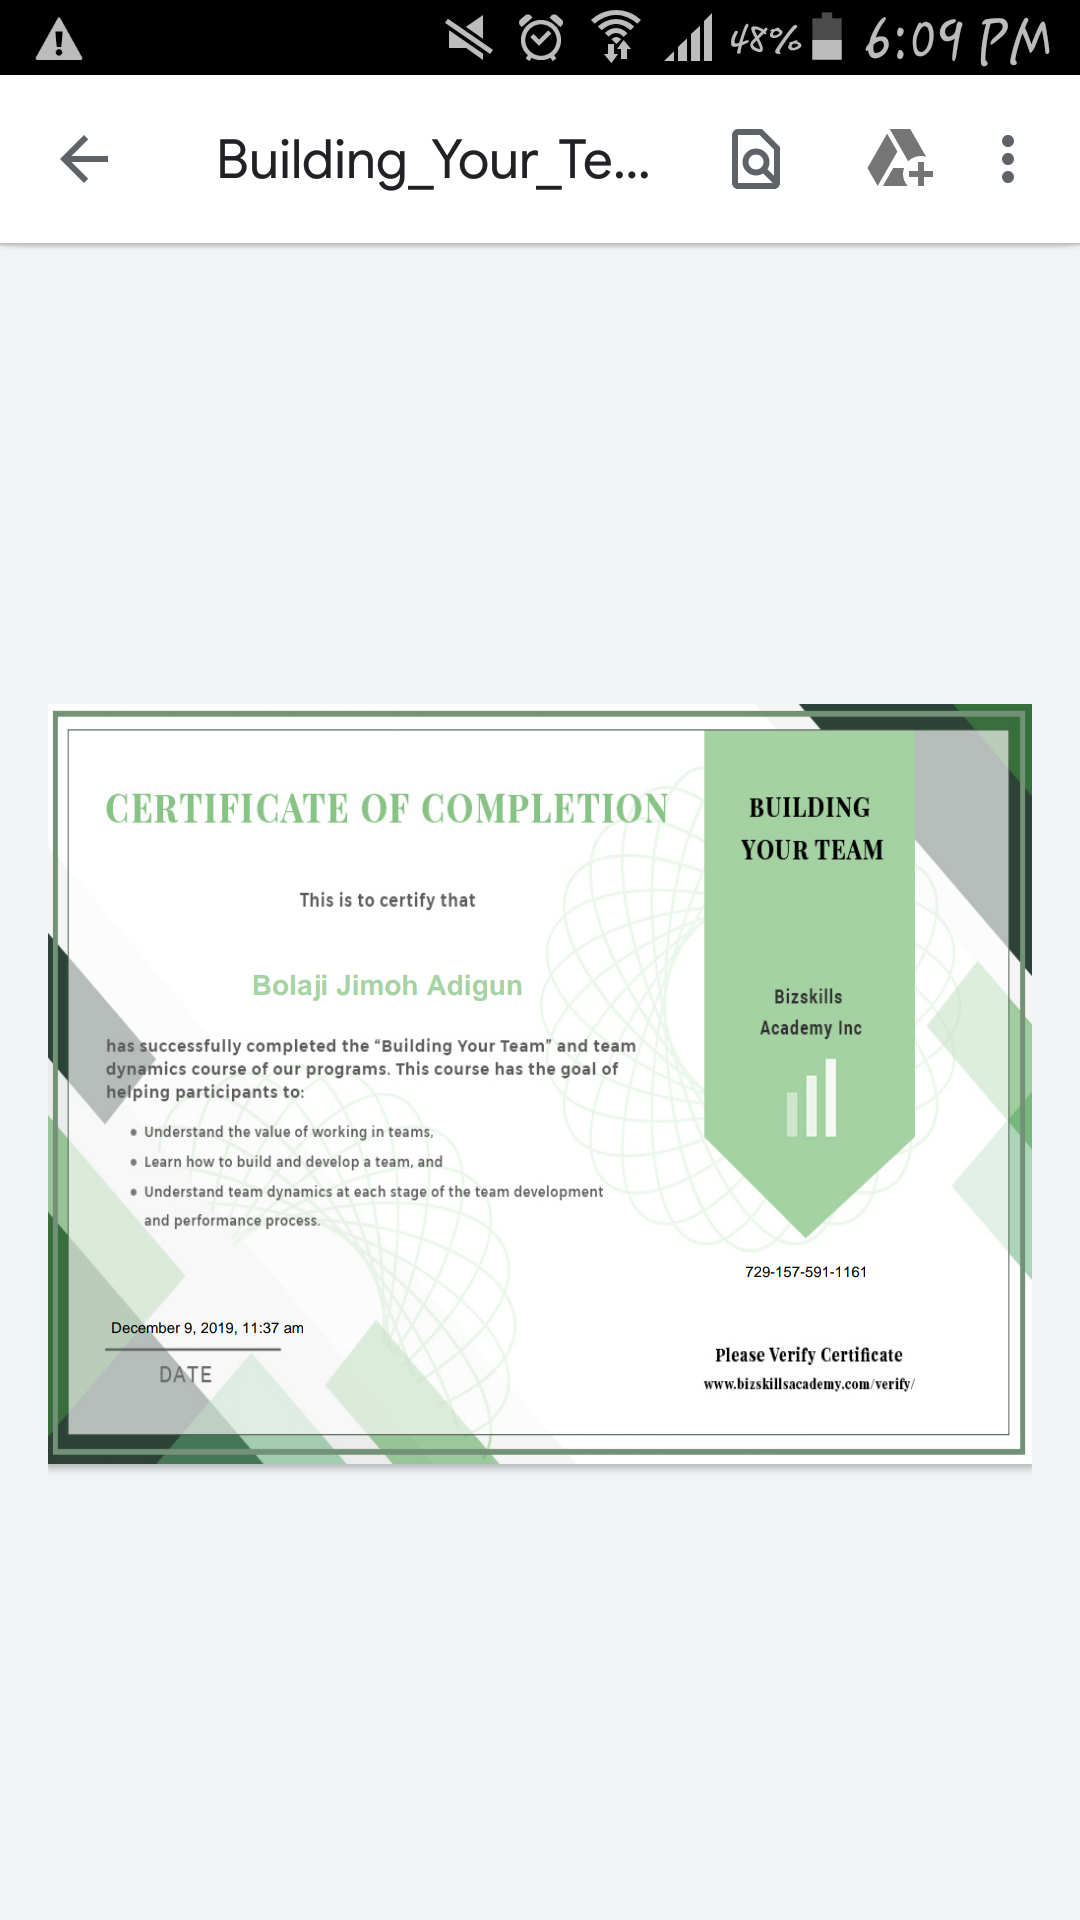 48% 6:09 PM
Building_Your_Te...
CERTIFICATE OF COMPLETION
This is to certify that
Bolaji Jimoh Adigun
has successfully completed the “Building Your Team” and team
dynamics course of our programs. This course has the goal of
helping participants to:
• Understand the value of working in teams,
• Learn how to build and develop a team, and
• Understand team dynamics at each stage of the team development
and performance process.
December 9, 2019, 11:37 am
DATE
BUILDING
YOUR TEAM
Bizskills
Academy Inc
729-157-591-1161
Please Verify Certificate
www.bizskillsacademy.com/verify/